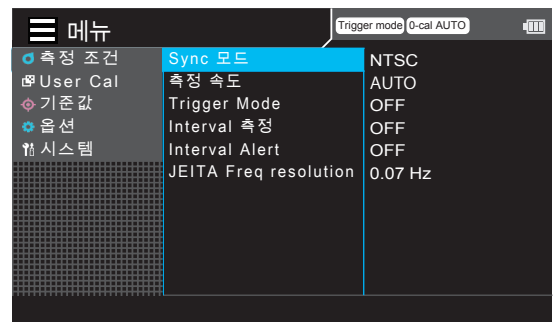 메뉴
Trigger mode 0-cal AUTO
측정 조건
User Cal
기준값
옵션
시스템
Sync 모드 NTSC
측정 속도 AUTO
Trigger Mode OFF
Interval 측정 OFF
Interval Alert OFF
JEITA Freq resolution 0.07 Hz